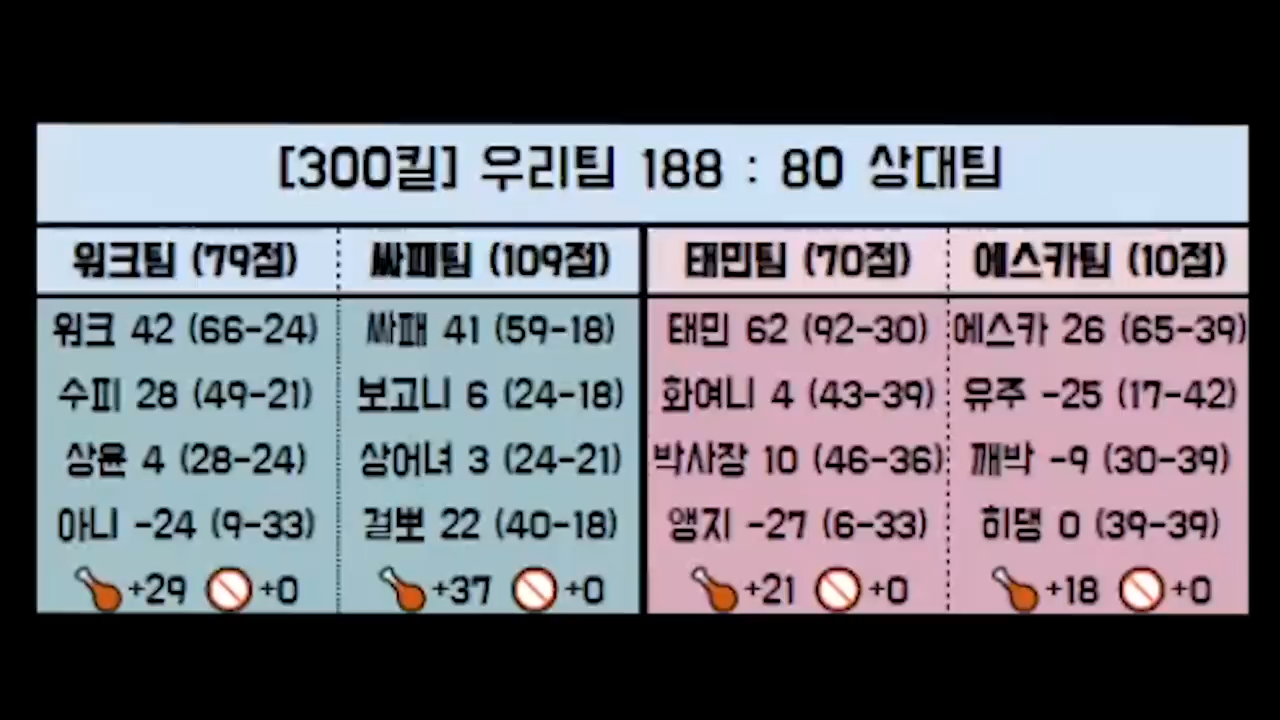 [300킬] 우리팀 188 : 80 상대팀
워크팀 (79점) 싸패팀 (109점) 태민팀 (70점) 에스카팀 (10점)
워크 42 (66-24) 싸패 41 (59-18) 태민 62 (92-30) 에스카 26 (65-39)
수피 28 (49-21) 보고니 6 (24-18) 화여니 4 (43-39) 유주 -25 (17-42)
상윤 4 (28-24) 상어녀 3 (24-21) 박사장 10 (46-36) 깨박 -9 (30-39)
아니 -24 (9-33) 걸뽀 22 (40-18) 앵지 -27 (6-33) 히댕 0 (39-39)
+29 +0 +37 +0 +21 +0 +18 +0